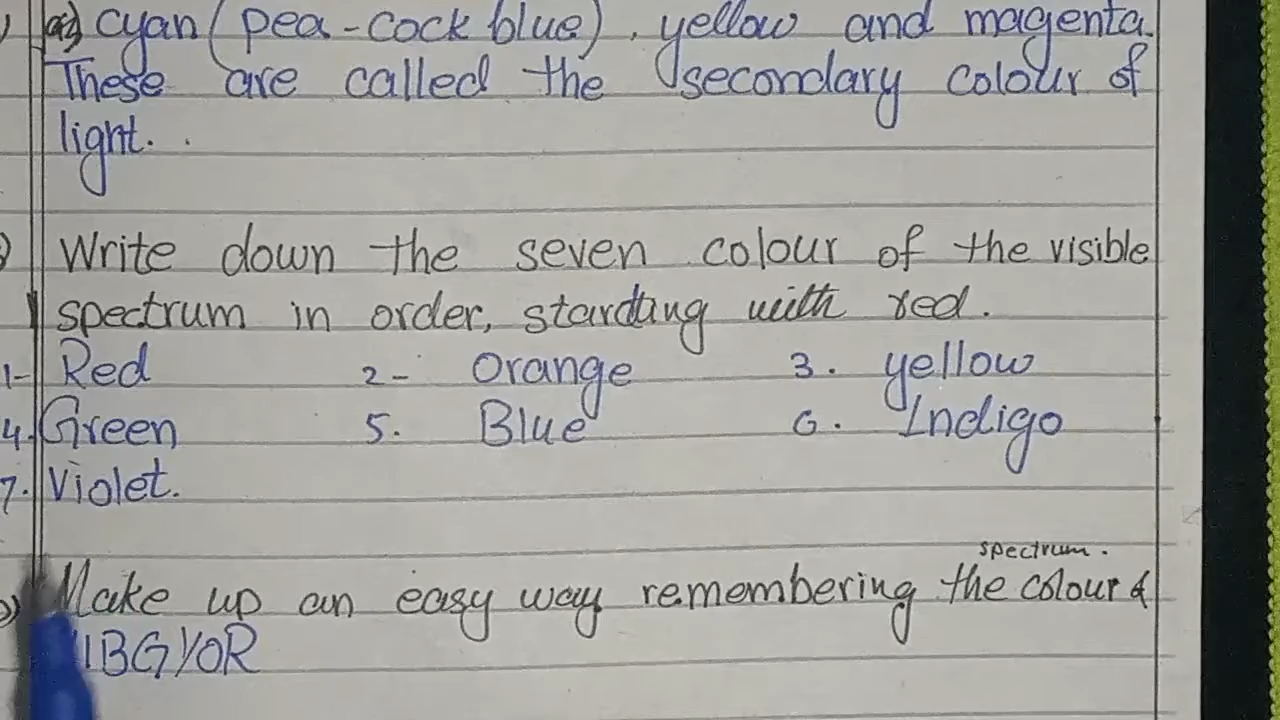 a) cyan (pea-cock blue), yellow and magenta.
These are called the secondary colour of
light.
Write down the seven colour of the visible
spectrum in order, starting with red.
1- Red 2- Orange 3. yellow
4. Green 5. Blue 6. Indigo
7. Violet.
spectrum.
Make up an easy way remembering the colour of
IBGYOR